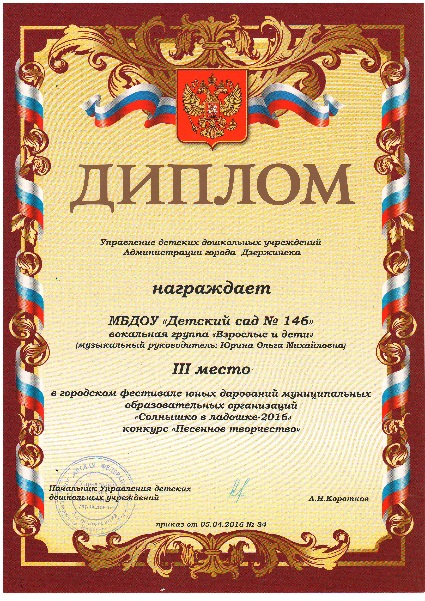 ДИПЛОМ
Управление детских дошкольных учреждений
Администрации города Дзержинска
награждает
МБДОУ «Детский сад № 146»
вокальная группа «Взрослые и дети»
(музыкальный руководитель: Юрина Ольга Михайловна)
III место
в городском фестивале юных дарований муниципальных
образовательных организаций
«Солнышко в ладошке-2016»
конкурс «Песенное творчество»
Начальник Управления детских
дошкольных учреждений
А.Н.Коротков
приказ от 05.04.2016 № 34